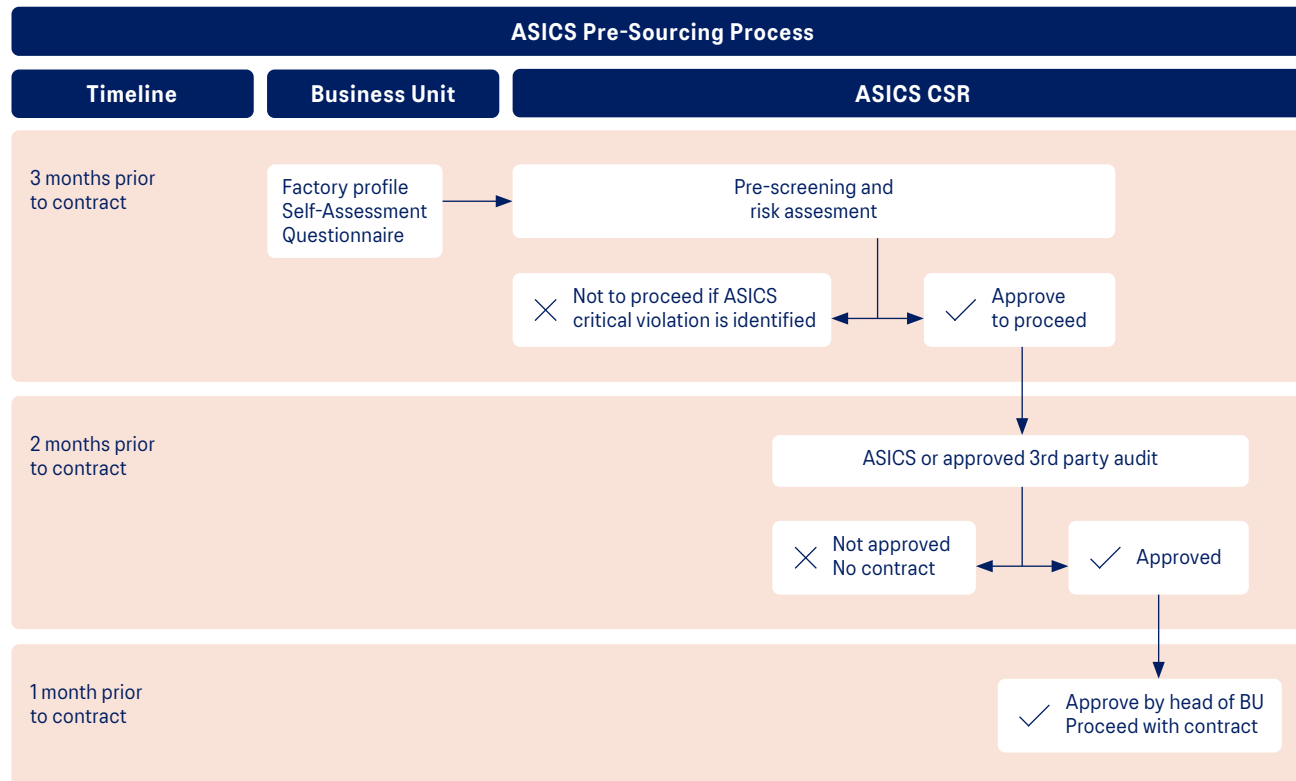 ASICS Pre-Sourcing Process
Timeline
Business Unit
ASICS CSR
3 months prior
to contract
Factory profile
Self-Assessment
Questionnaire
Pre-screening and
risk assesment
Not to proceed if ASICS
critical violation is identified
Approve
to proceed
2 months prior
to contract
ASICS or approved 3rd party audit
Not approved
No contract
Approved
1 month prior
to contract
Approve by head of BU
Proceed with contract